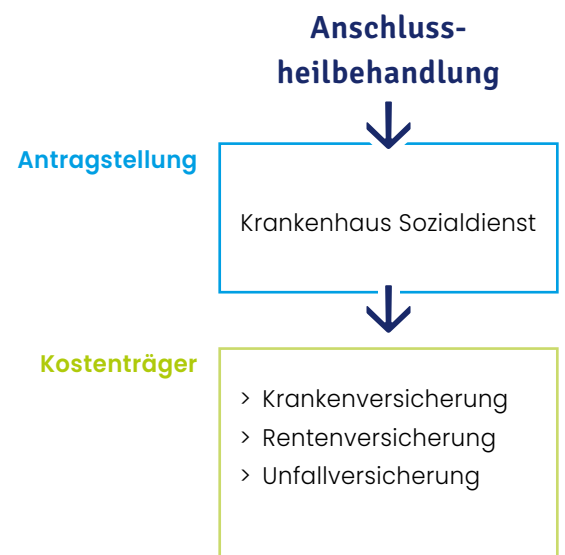 Anschluss-
heilbehandlung
Antragstellung
Krankenhaus Sozialdienst
Kostenträger
> Krankenversicherung
> Rentenversicherung
> Unfallversicherung